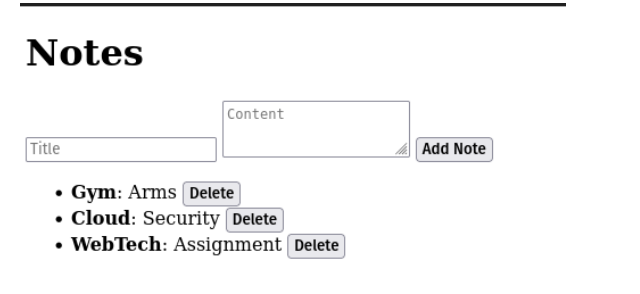 Notes
Content
Title Add Note
• Gym: Arms Delete
• Cloud: Security Delete
• WebTech: Assignment Delete